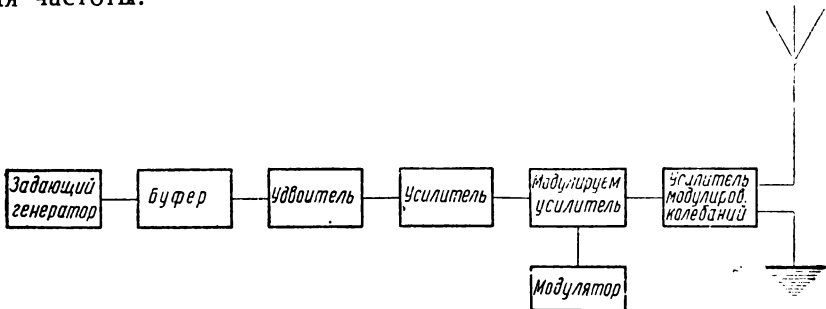 частоты.
Задающий
генератор
Буфер
Удвоитель
Усилитель
Модулируем
усилитель
Усилитель
модулиров.
колебаний
Модулятор